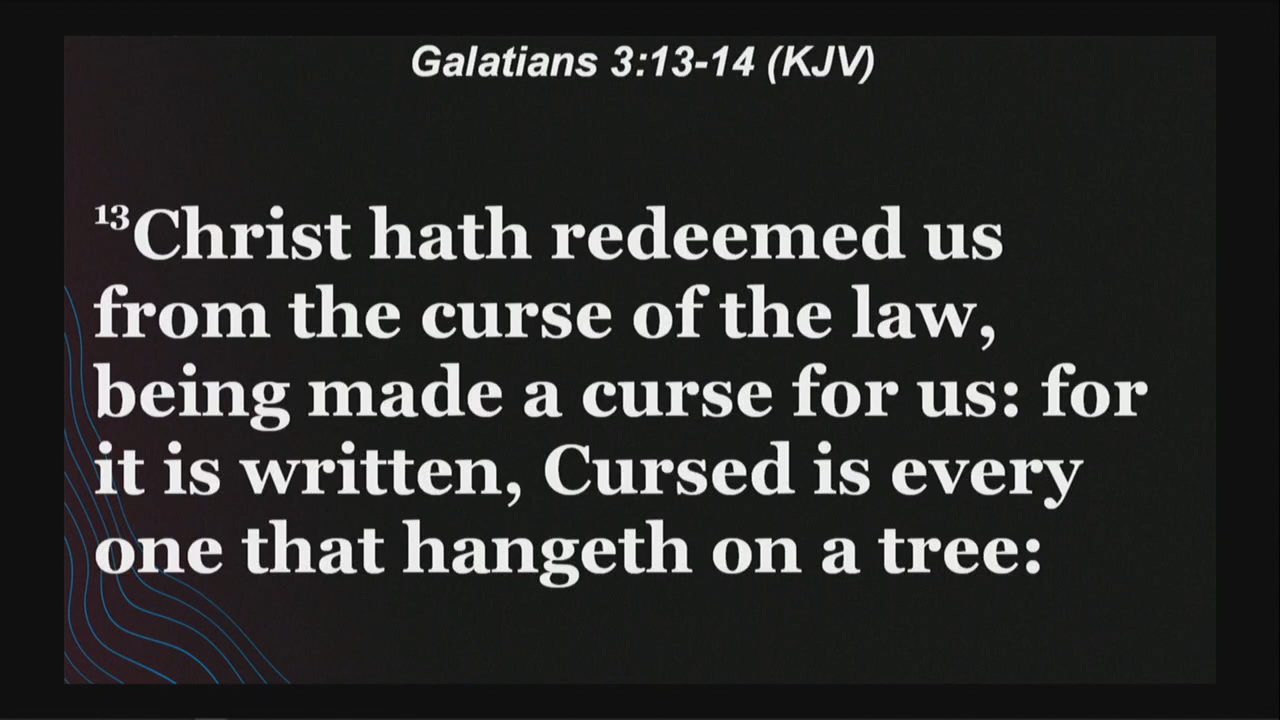 Galatians 3:13-14 (KJV)
¹³Christ hath redeemed us
from the curse of the law,
being made a curse for us: for
it is written, Cursed is every
one that hangeth on a tree: